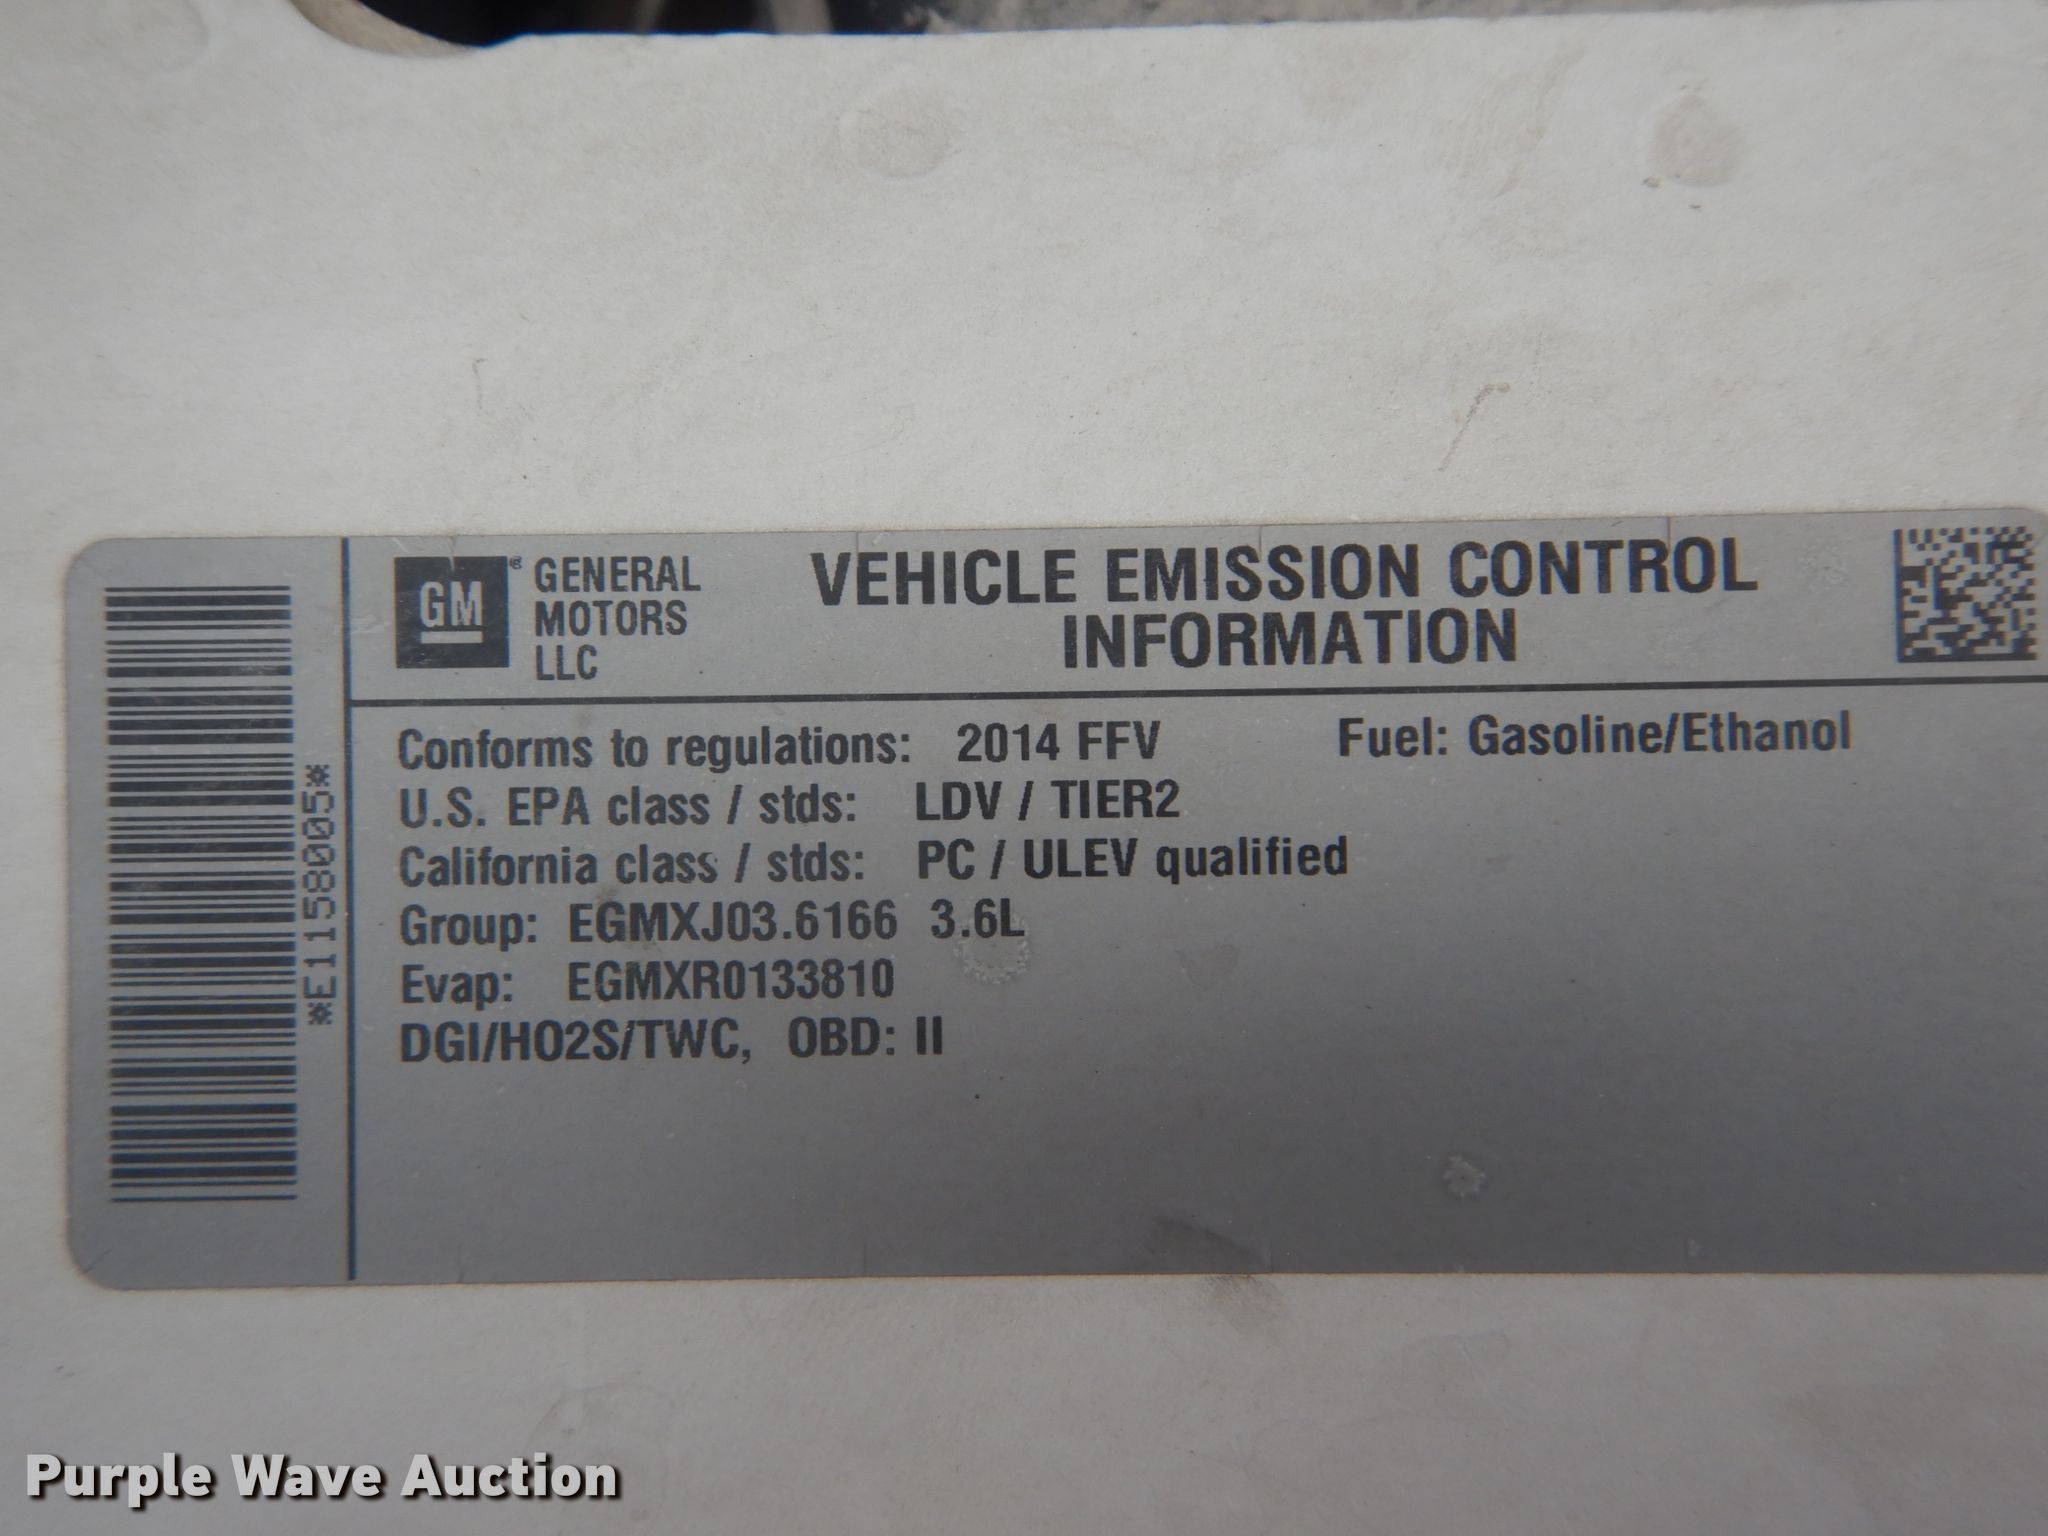 *E1158005*
GM
GENERAL
MOTORS
LLC
VEHICLE EMISSION CONTROL
INFORMATION
Conforms to regulations: 2014 FFV Fuel: Gasoline/Ethanol
U.S. EPA class / stds: LDV / TIER2
California class / stds: PC / ULEV qualified
Group: EGMXJ03.6166 3.6L
Evap: EGMXR0133810
DGI/HO2S/TWC, OBD: II
Purple Wave Auction